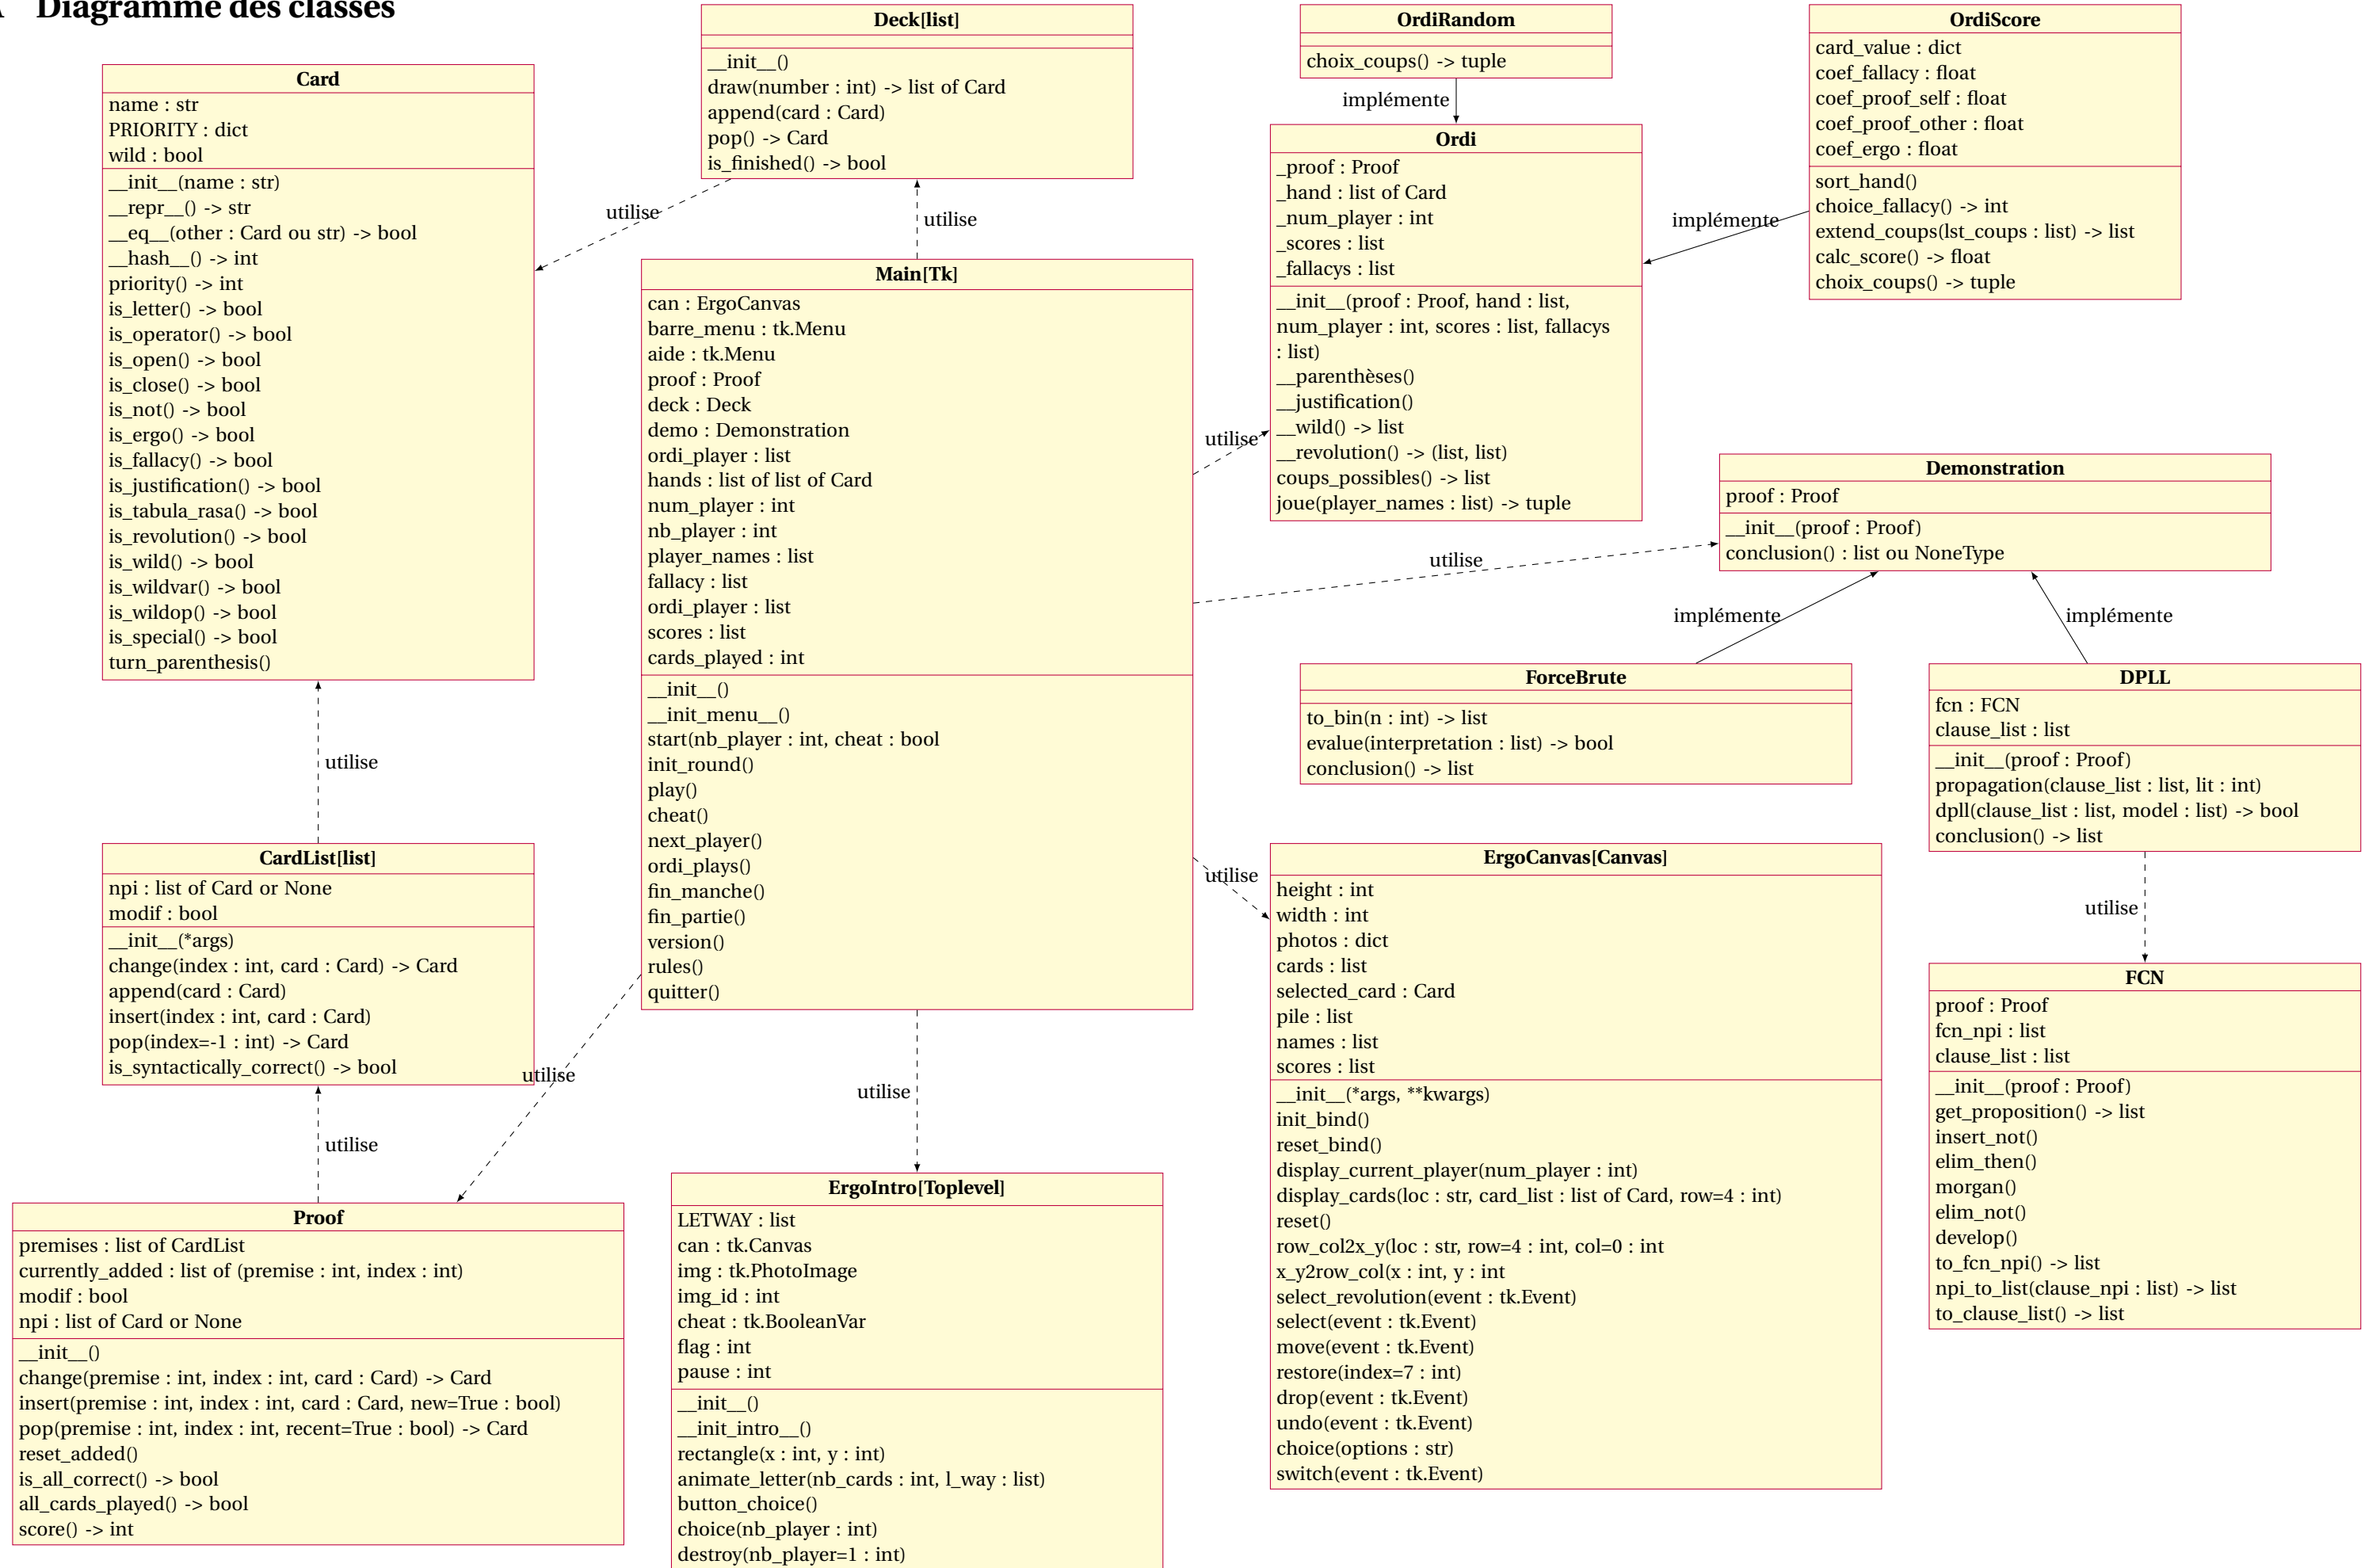 Diagramme des classes
Card
name : str
PRIORITY : dict
wild : bool
__init__(name : str)
__repr__() -> str
__eq__(other : Card ou str) -> bool
__hash__() -> int
priority() -> int
is_letter() -> bool
is_operator() -> bool
is_open() -> bool
is_close() -> bool
is_not() -> bool
is_ergo() -> bool
is_fallacy() -> bool
is_justification() -> bool
is_tabula_rasa() -> bool
is_revolution() -> bool
is_wild() -> bool
is_wildvar() -> bool
is_wildop() -> bool
is_special() -> bool
turn_parenthesis()
utilise
CardList[list]
npi : list of Card or None
modif : bool
__init__(*args)
change(index : int, card : Card) -> Card
append(card : Card)
insert(index : int, card : Card)
pop(index=-1 : int) -> Card
is_syntactically_correct() -> bool
utilise
Proof
premises : list of CardList
currently_added : list of (premise : int, index : int)
modif : bool
npi : list of Card or None
__init__()
change(premise : int, index : int, card : Card) -> Card
insert(premise : int, index : int, card : Card, new=True : bool)
pop(premise : int, index : int, recent=True : bool) -> Card
reset_added()
is_all_correct() -> bool
all_cards_played() -> bool
score() -> int
Deck[list]
__init__()
draw(number : int) -> list of Card
append(card : Card)
pop() -> Card
is_finished() -> bool
utilise
utilise
Main[Tk]
can : ErgoCanvas
barre_menu : tk.Menu
aide : tk.Menu
proof : Proof
deck : Deck
demo : Demonstration
ordi_player : list
hands : list of list of Card
num_player : int
nb_player : int
player_names : list
fallacy : list
ordi_player : list
scores : list
cards_played : int
__init__()
__init_menu__()
start(nb_player : int, cheat : bool
init_round()
play()
cheat()
next_player()
ordi_plays()
fin_manche()
fin_partie()
version()
rules()
quitter()
utilise
utilise
ErgoIntro[Toplevel]
LETWAY : list
can : tk.Canvas
img : tk.PhotoImage
img_id : int
cheat : tk.BooleanVar
flag : int
pause : int
__init__()
__init_intro__()
rectangle(x : int, y : int)
animate_letter(nb_cards : int, l_way : list)
button_choice()
choice(nb_player : int)
destroy(nb_player=1 : int)
OrdiRandom
choix_coups() -> tuple
implémente
Ordi
_proof : Proof
_hand : list of Card
_num_player : int
_scores : list
_fallacys : list
__init__(proof : Proof, hand : list,
num_player : int, scores : list, fallacys
: list)
__parenthèses()
__justification()
__wild() -> list
__revolution() -> (list, list)
coups_possibles() -> list
joue(player_names : list) -> tuple
utilise
OrdiScore
card_value : dict
coef_fallacy : float
coef_proof_self : float
coef_proof_other : float
coef_ergo : float
sort_hand()
choice_fallacy() -> int
extend_coups(lst_coups : list) -> list
calc_score() -> float
choix_coups() -> tuple
implémente
Demonstration
proof : Proof
__init__(proof : Proof)
conclusion() : list ou NoneType
utilise
implémente
implémente
ForceBrute
to_bin(n : int) -> list
evalue(interpretation : list) -> bool
conclusion() -> list
DPLL
fcn : FCN
clause_list : list
__init__(proof : Proof)
propagation(clause_list : list, lit : int)
dpll(clause_list : list, model : list) -> bool
conclusion() -> list
utilise
utilise
ErgoCanvas[Canvas]
height : int
width : int
photos : dict
cards : list
selected_card : Card
pile : list
names : list
scores : list
__init__(*args, **kwargs)
init_bind()
reset_bind()
display_current_player(num_player : int)
display_cards(loc : str, card_list : list of Card, row=4 : int)
reset()
row_col2x_y(loc : str, row=4 : int, col=0 : int
x_y2row_col(x : int, y : int
select_revolution(event : tk.Event)
select(event : tk.Event)
move(event : tk.Event)
restore(index=7 : int)
drop(event : tk.Event)
undo(event : tk.Event)
choice(options : str)
switch(event : tk.Event)
FCN
proof : Proof
fcn_npi : list
clause_list : list
__init__(proof : Proof)
get_proposition() -> list
insert_not()
elim_then()
morgan()
elim_not()
develop()
to_fcn_npi() -> list
npi_to_list(clause_npi : list) -> list
to_clause_list() -> list